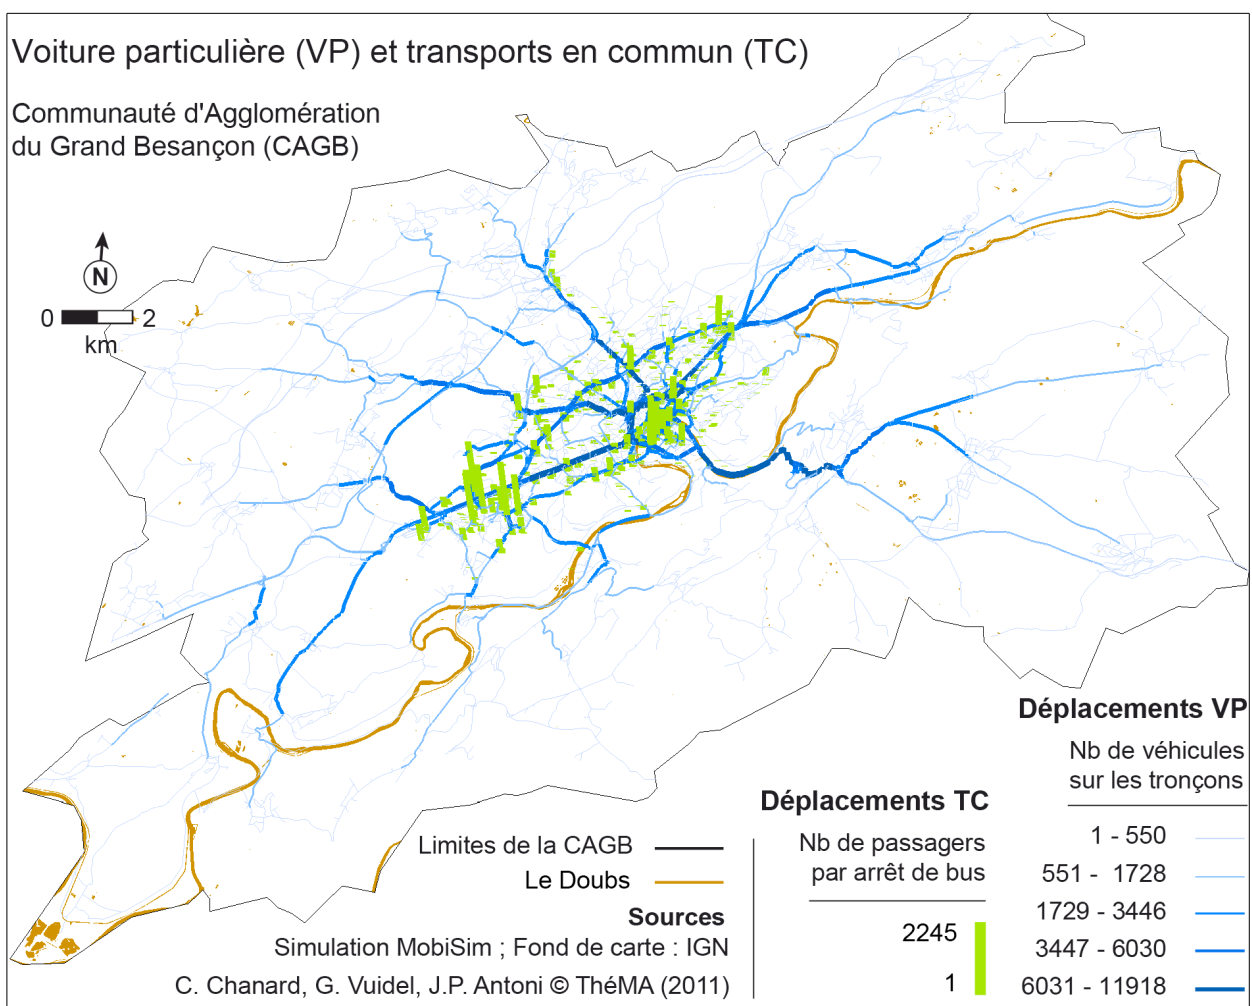 Voiture particulière (VP) et transports en commun (TC)
Communauté d'Agglomération
du Grand Besançon (CAGB)
N
0 2
km
Déplacements VP
Nb de véhicules
sur les tronçons
1 - 550
551 - 1728
1729 - 3446
3447 - 6030
6031 - 11918
Déplacements TC
Nb de passagers
par arrêt de bus
2245
1
Limites de la CAGB
Le Doubs
Sources
Simulation MobiSim ; Fond de carte : IGN
C. Chanard, G. Vuidel, J.P. Antoni © ThéMA (2011)